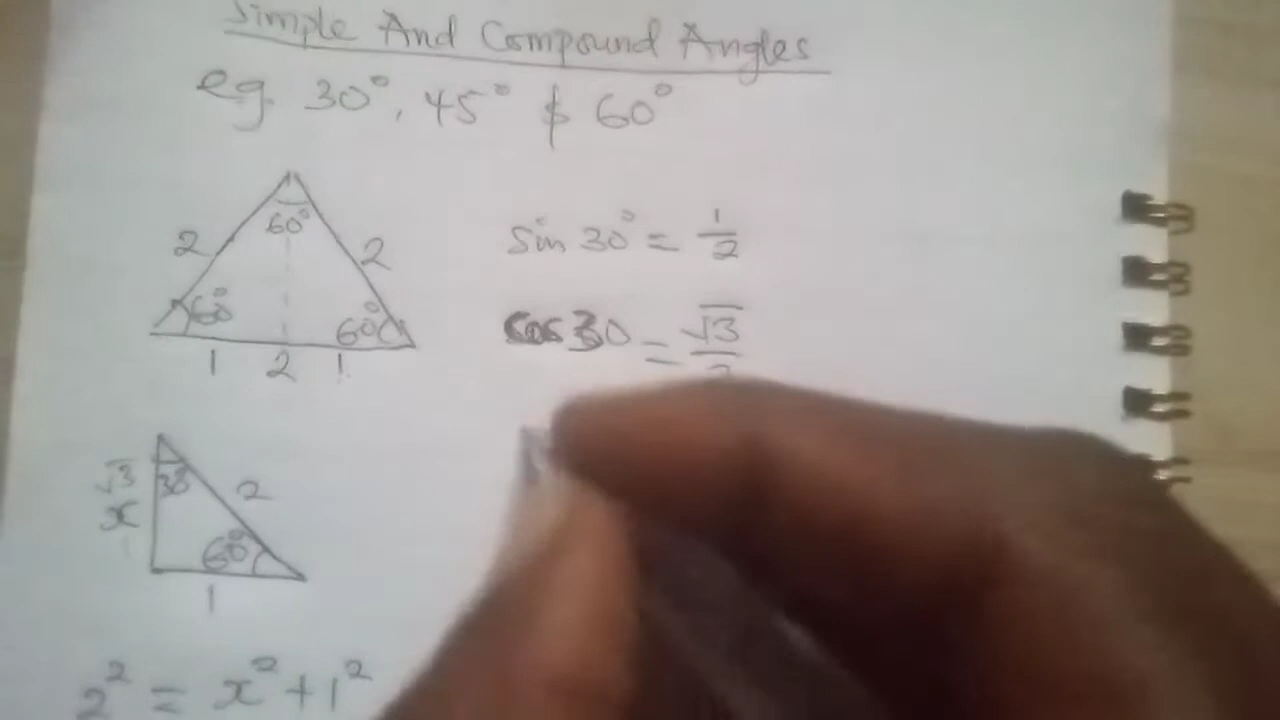 Simple And Compound Angles
eg. 30°, 45° $ 60°
60°
2
2
60°
60°
1 2 1
sin 30° = 1/2
cos 30 = √3/2
√3
x
30
2
60°
1
2² = x² + 1²